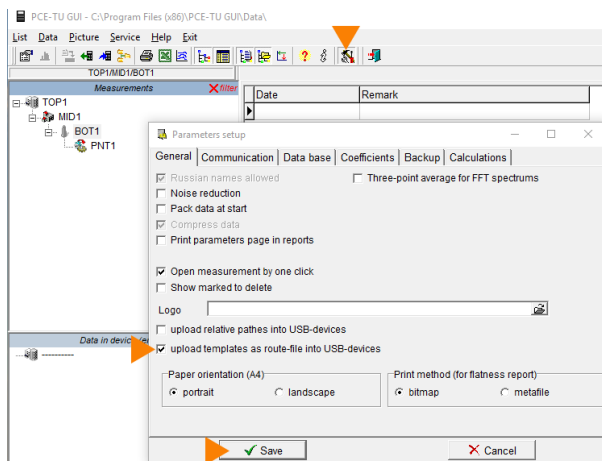 PCE-TU GUI - C:\Program Files (x86)\PCE-TU GUI\Data\
List Data Picture Service Help Exit
TOP1/MID1/BOT1
Measurements filter
Date Remark
TOP1
MID1
BOT1
PNT1
Parameters setup
General Communication Data base Coefficients Backup Calculations
Russian names allowed Three-point average for FFT spectrums
Noise reduction
Pack data at start
Compress data
Print parameters page in reports
Open measurement by one click
Show marked to delete
Logo
upload relative pathes into USB-devices
Data in device
upload templates as route-file into USB-devices
Paper orientation (A4) Print method (for flatness report)
portrait landscape bitmap metafile
Save Cancel